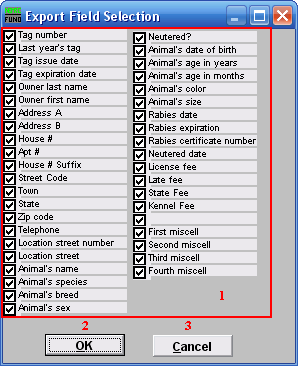 THE
FUND
Export Field Selection
Tag number
Last year's tag
Tag issue date
Tag expiration date
Owner last name
Owner first name
Address A
Address B
House #
Apt #
House # Suffix
Street Code
Town
State
Zip code
Telephone
Location street number
Location street
Animal's name
Animal's species
Animal's breed
Animal's sex
Neutered?
Animal's date of birth
Animal's age in years
Animal's age in months
Animal's color
Animal's size
Rabies date
Rabies expiration
Rabies certificate number
Neutered date
License fee
Late fee
State Fee
Kennel Fee
First miscell
Second miscell
Third miscell
Fourth miscell
1
2
3
OK
Cancel